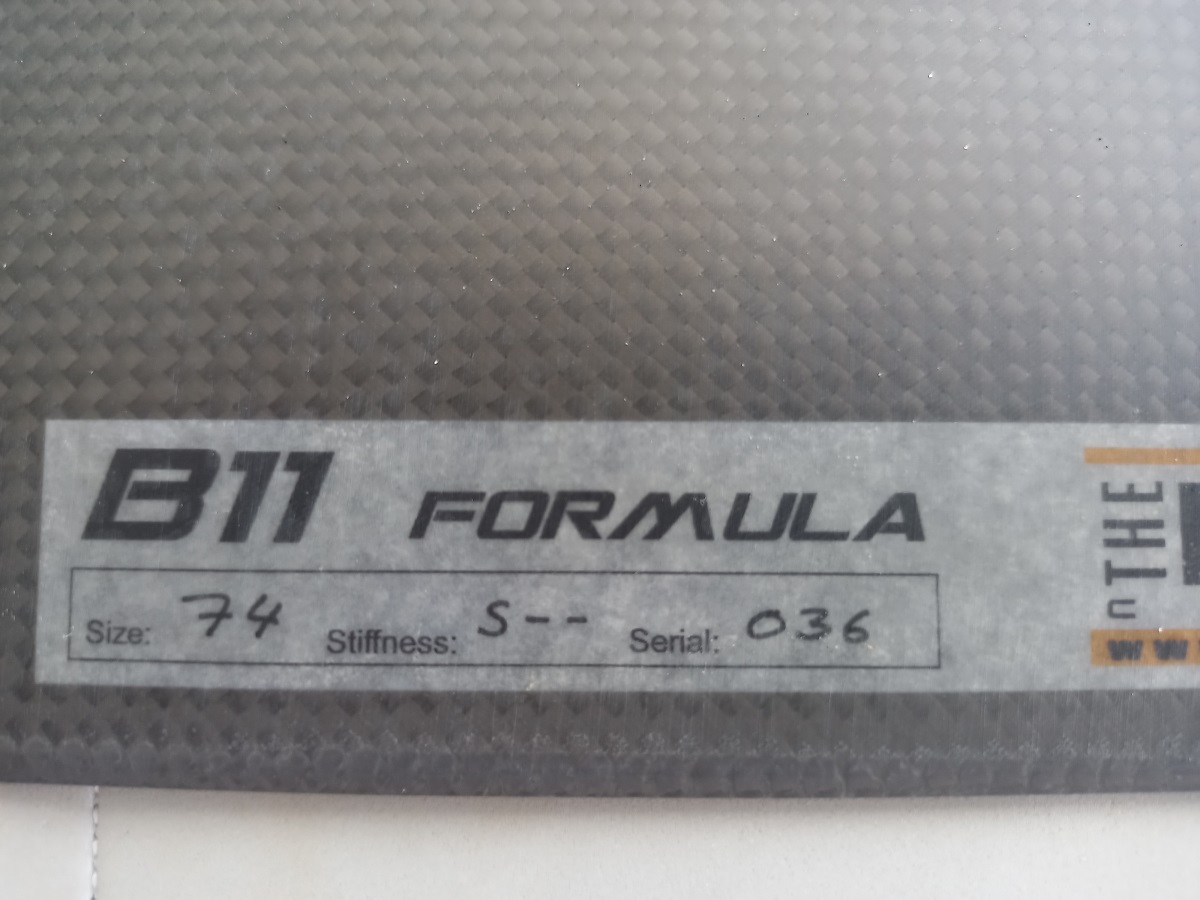 B11 FORMULA
Size: 74 Stiffness: S-- Serial: 036
THE